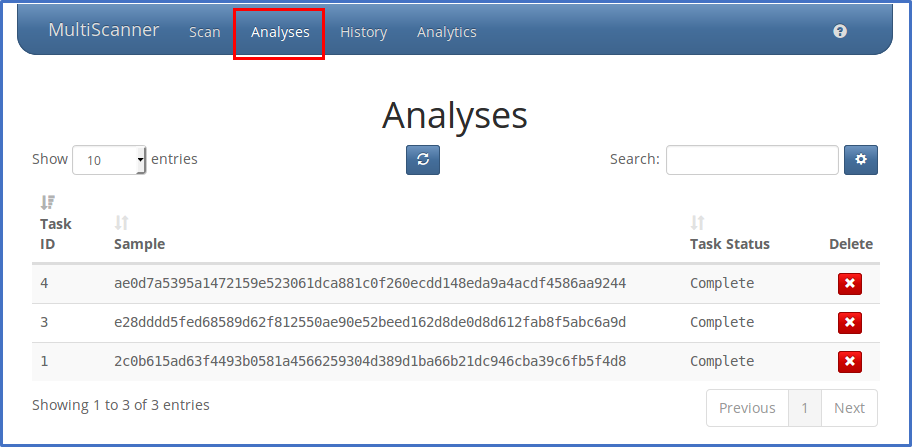 MultiScanner Scan Analyses History Analytics
Analyses
Show 10 entries Search:
Task
ID Sample Task Status Delete
4 ae0d7a5395a1472159e523061dca881c0f260ecdd148eda9a4acdf4586aa9244 Complete
3 e28dddd5fed68589d62f812550ae90e52beed162d8de0d8d612fab8f5abc6a9d Complete
1 2c0b615ad63f4493b0581a4566259304d389d1ba66b21dc946cba39c6fb5f4d8 Complete
Showing 1 to 3 of 3 entries Previous 1 Next